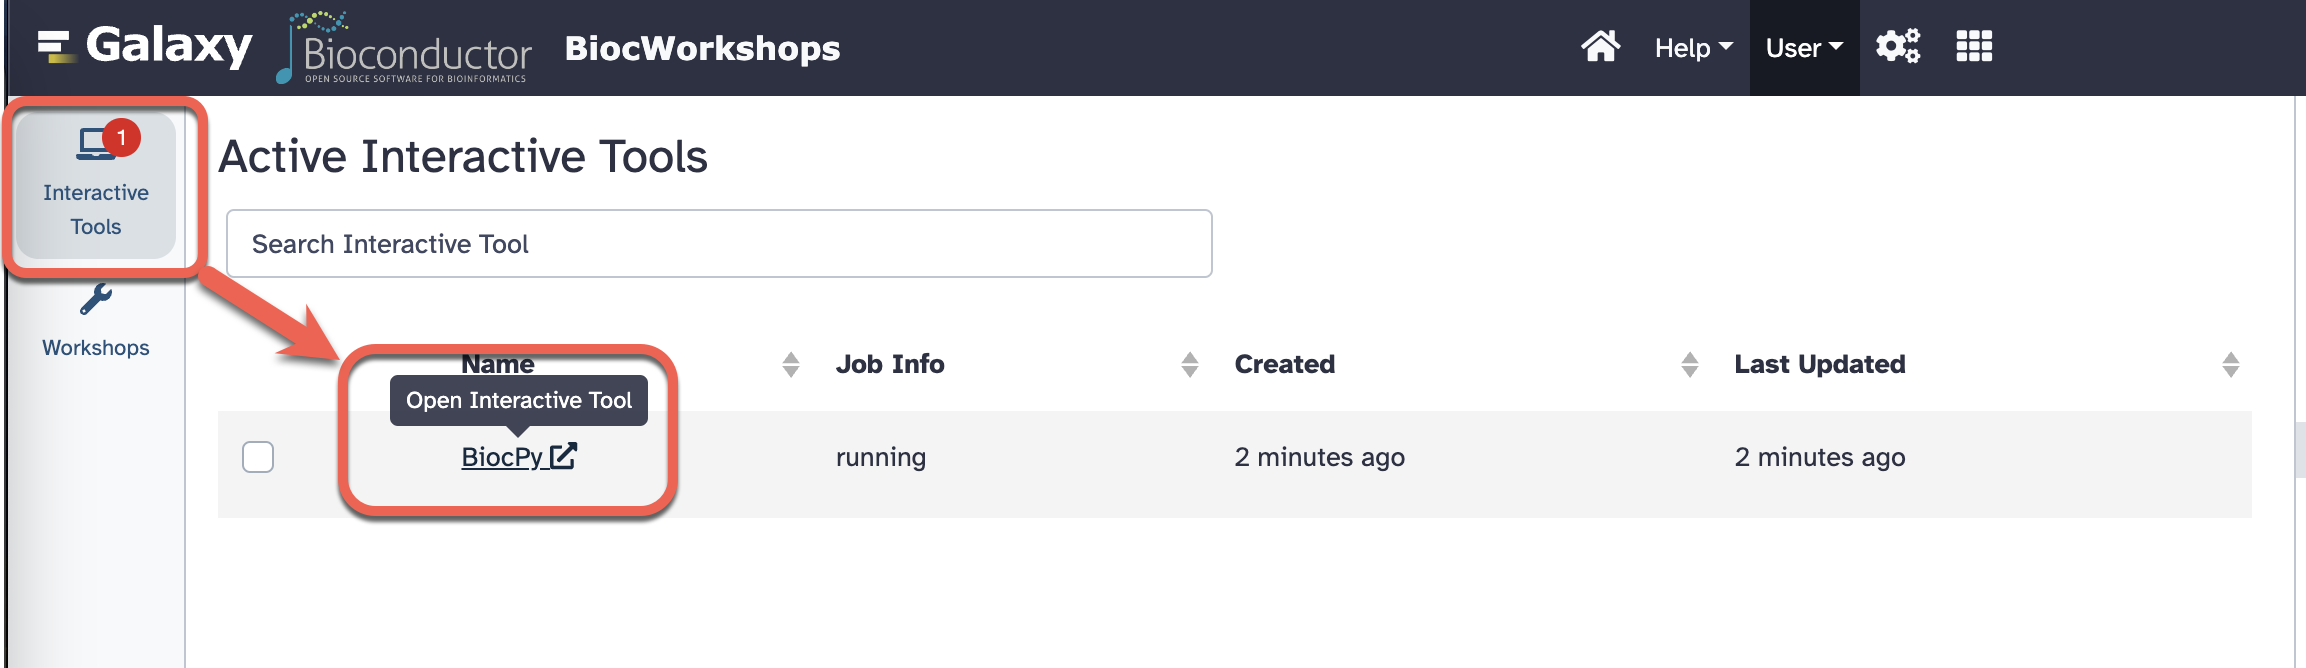 Galaxy
Bioconductor
OPEN SOURCE SOFTWARE FOR BIOINFORMATICS
BiocWorkshops
Help
User
1
Interactive
Tools
Workshops
Active Interactive Tools
Search Interactive Tool
Name
Job Info
Created
Last Updated
Open Interactive Tool
BiocPy
running
2 minutes ago
2 minutes ago